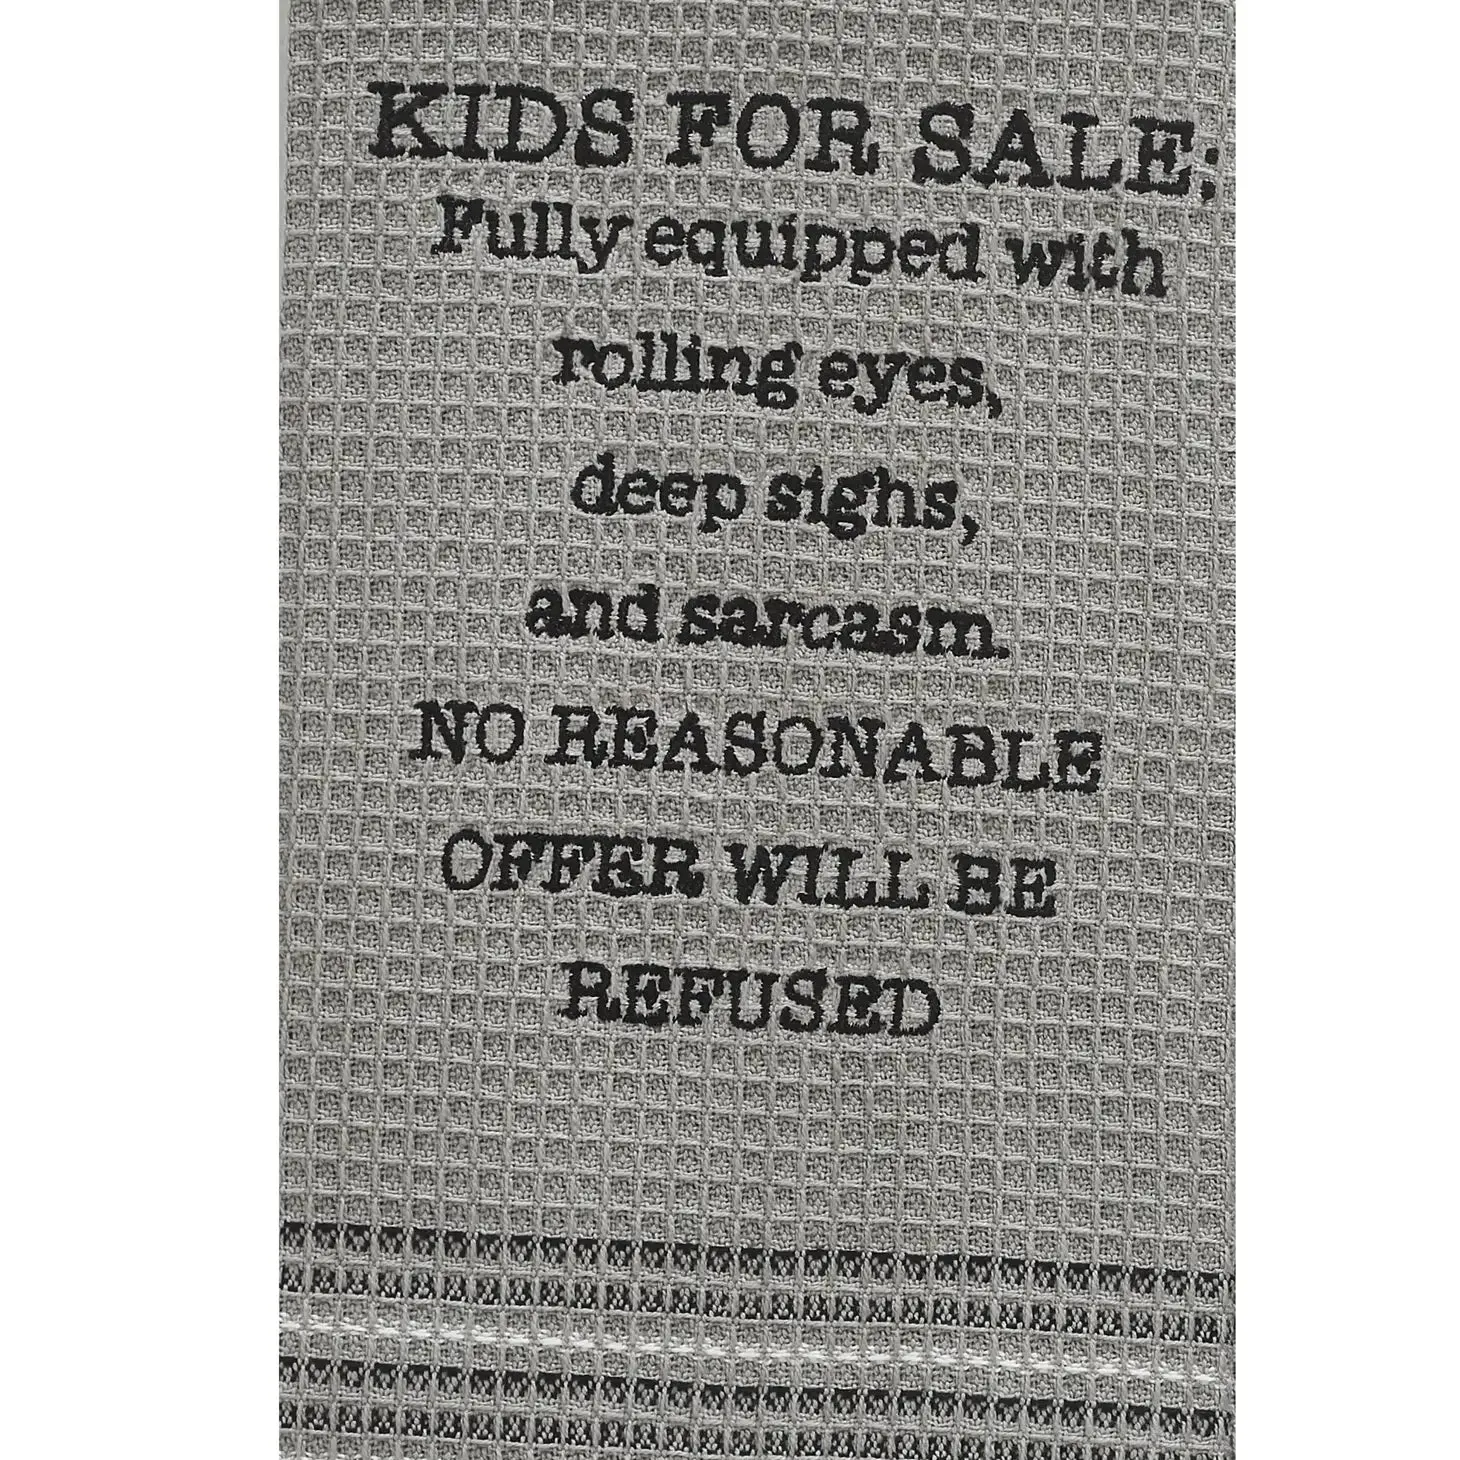 KIDS FOR SALE;
Fully equipped with
rolling eyes,
deep sighs,
and sarcasm.
NO REASONABLE
OFFER WILL BE
REFUSED